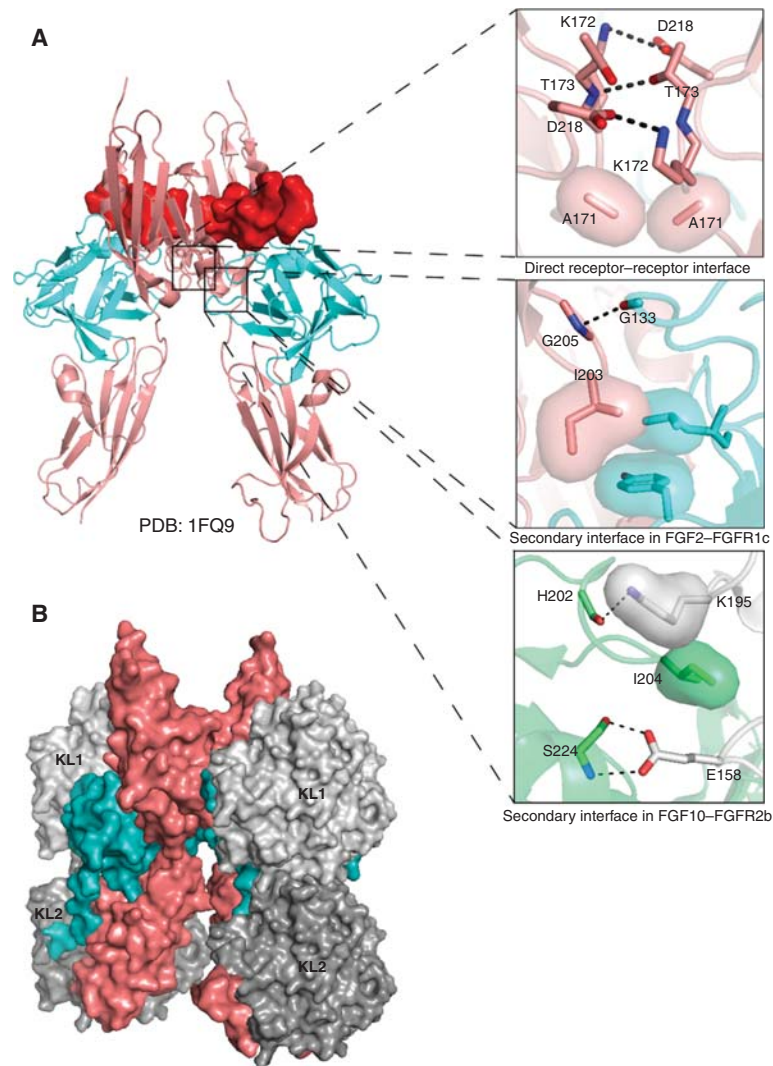 A
K172
D218
T173
T173
D218
K172
A171
A171
Direct receptor–receptor interface
G133
G205
I203
Secondary interface in FGF2–FGFR1c
PDB: 1FQ9
H202
K195
I204
S224
E158
Secondary interface in FGF10–FGFR2b
B
KL1
KL1
KL2
KL2